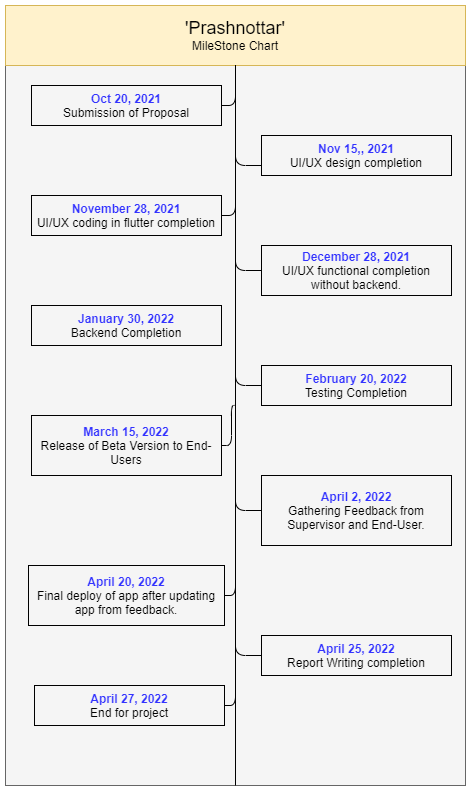 'Prashnottar'
MileStone Chart
Oct 20, 2021
Submission of Proposal
Nov 15,, 2021
UI/UX design completion
November 28, 2021
UI/UX coding in flutter completion
December 28, 2021
UI/UX functional completion
without backend.
January 30, 2022
Backend Completion
February 20, 2022
Testing Completion
March 15, 2022
Release of Beta Version to End-
Users
April 2, 2022
Gathering Feedback from
Supervisor and End-User.
April 20, 2022
Final deploy of app after updating
app from feedback.
April 25, 2022
Report Writing completion
April 27, 2022
End for project